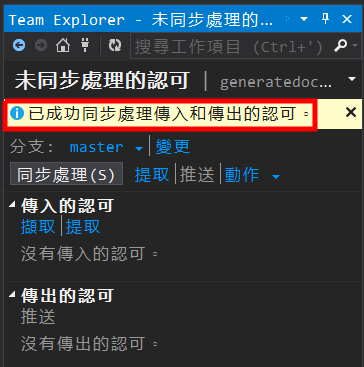 Team Explorer - 未同步處理的...
搜尋工作項目 (Ctrl+')
未同步處理的認可 | generatedoc...
已成功同步處理傳入和傳出的認可。
分支: master 變更
同步處理(S) 提取 推送 動作
傳入的認可
擷取 提取
沒有傳入的認可。
傳出的認可
推送
沒有傳出的認可。